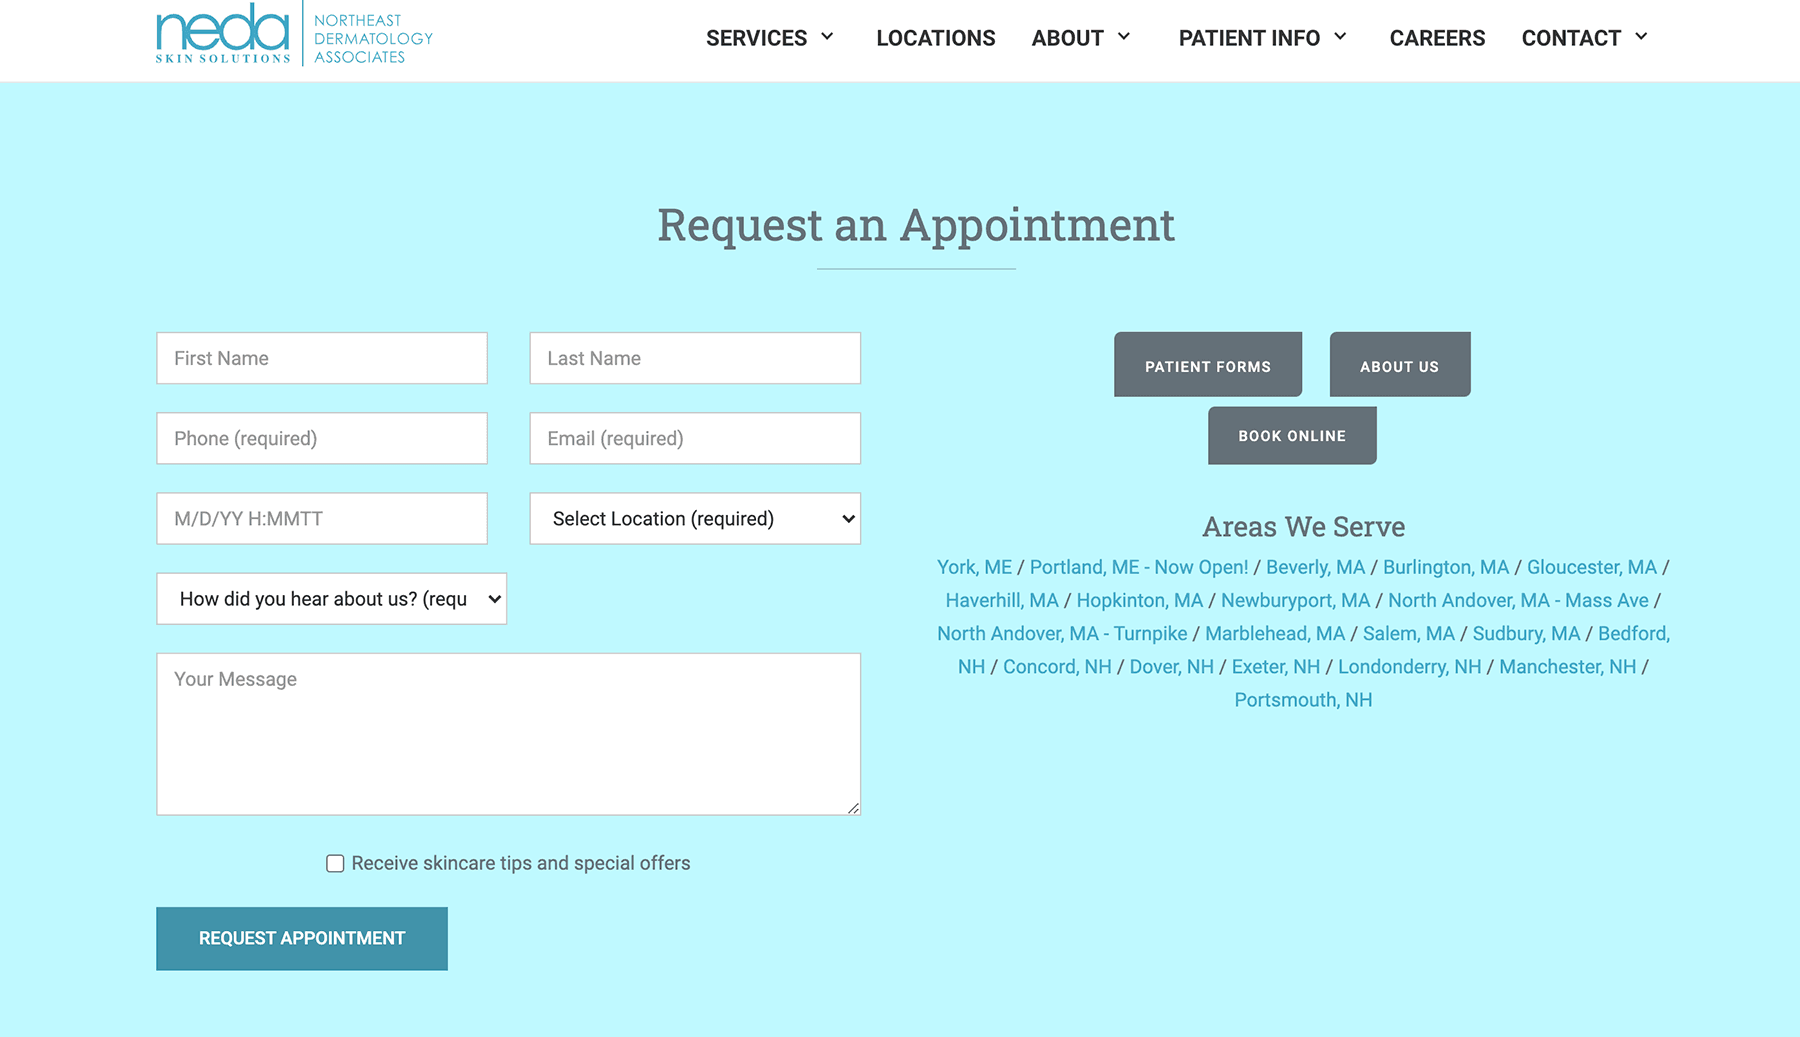 neda
SKIN SOLUTIONS
NORTHEAST
DERMATOLOGY
ASSOCIATES
SERVICES
LOCATIONS
ABOUT
PATIENT INFO
CAREERS
CONTACT
Request an Appointment
First Name
Last Name
Phone (required)
Email (required)
M/D/YY H:MMTT
Select Location (required)
How did you hear about us? (requ
Your Message
Receive skincare tips and special offers
REQUEST APPOINTMENT
PATIENT FORMS
ABOUT US
BOOK ONLINE
Areas We Serve
York, ME / Portland, ME - Now Open! / Beverly, MA / Burlington, MA / Gloucester, MA /
Haverhill, MA / Hopkinton, MA / Newburyport, MA / North Andover, MA - Mass Ave /
North Andover, MA - Turnpike / Marblehead, MA / Salem, MA / Sudbury, MA / Bedford,
NH / Concord, NH / Dover, NH / Exeter, NH / Londonderry, NH / Manchester, NH /
Portsmouth, NH